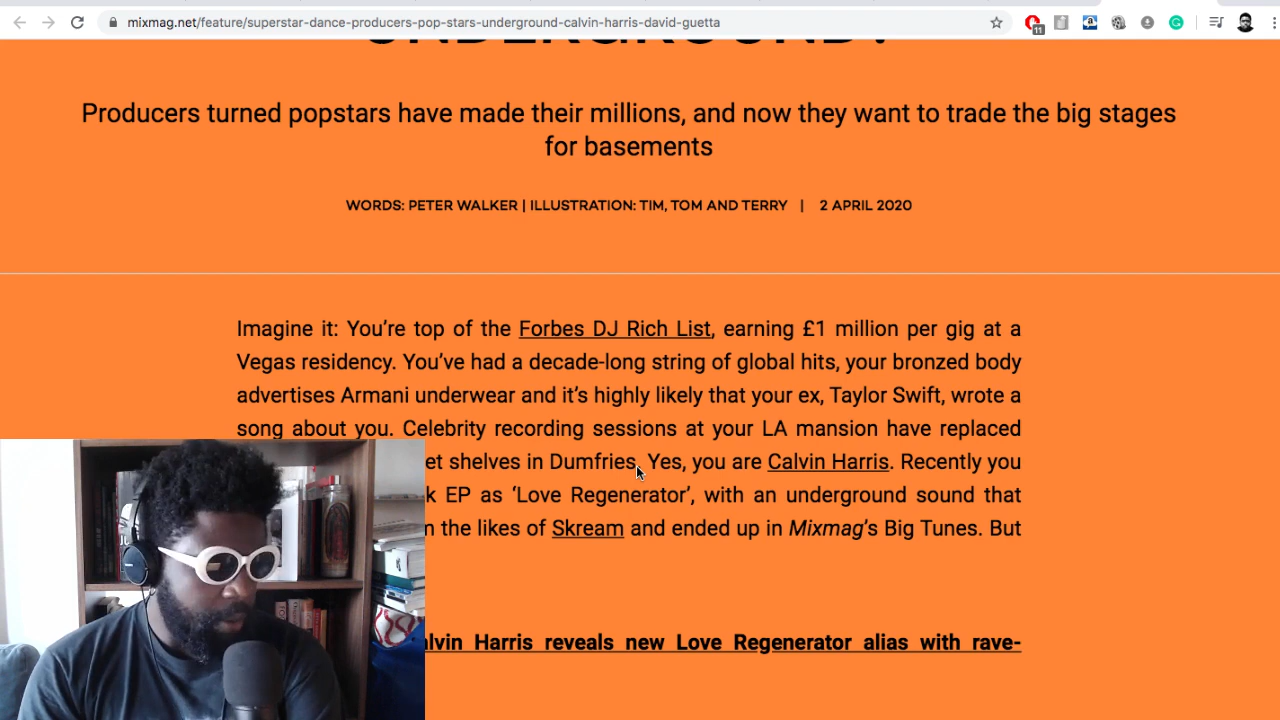 mixmag.net/feature/superstar-dance-producers-pop-stars-underground-calvin-harris-david-guetta
11
UNDERGROUND?
Producers turned popstars have made their millions, and now they want to trade the big stages
for basements
WORDS: PETER WALKER | ILLUSTRATION: TIM, TOM AND TERRY | 2 APRIL 2020
Imagine it: You’re top of the Forbes DJ Rich List, earning £1 million per gig at a
Vegas residency. You’ve had a decade-long string of global hits, your bronzed body
advertises Armani underwear and it’s highly likely that your ex, Taylor Swift, wrote a
song about you. Celebrity recording sessions at your LA mansion have replaced
et shelves in Dumfries. Yes, you are Calvin Harris. Recently you
k EP as ‘Love Regenerator’, with an underground sound that
n the likes of Skream and ended up in Mixmag’s Big Tunes. But
alvin Harris reveals new Love Regenerator alias with rave-